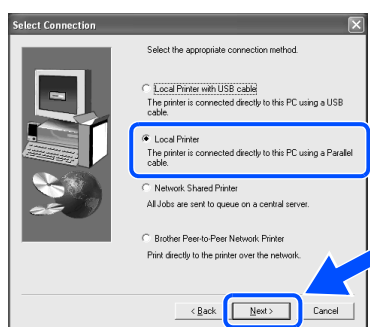 Select Connection
Select the appropriate connection method.
Local Printer with USB cable
The printer is connected directly to this PC using a USB
cable.
Local Printer
The printer is connected directly to this PC using a Parallel
cable.
Network Shared Printer
All Jobs are sent to queue on a central server.
Brother Peer-to-Peer Network Printer
Print directly to the printer over the network.
< Back
Next >
Cancel